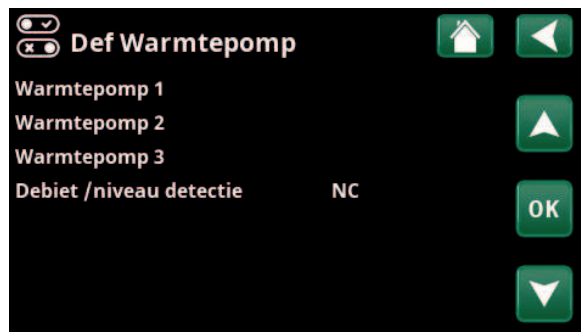 Def Warmtepomp
Warmtepomp 1
Warmtepomp 2
Warmtepomp 3
Debiet /niveau detectie NC
OK